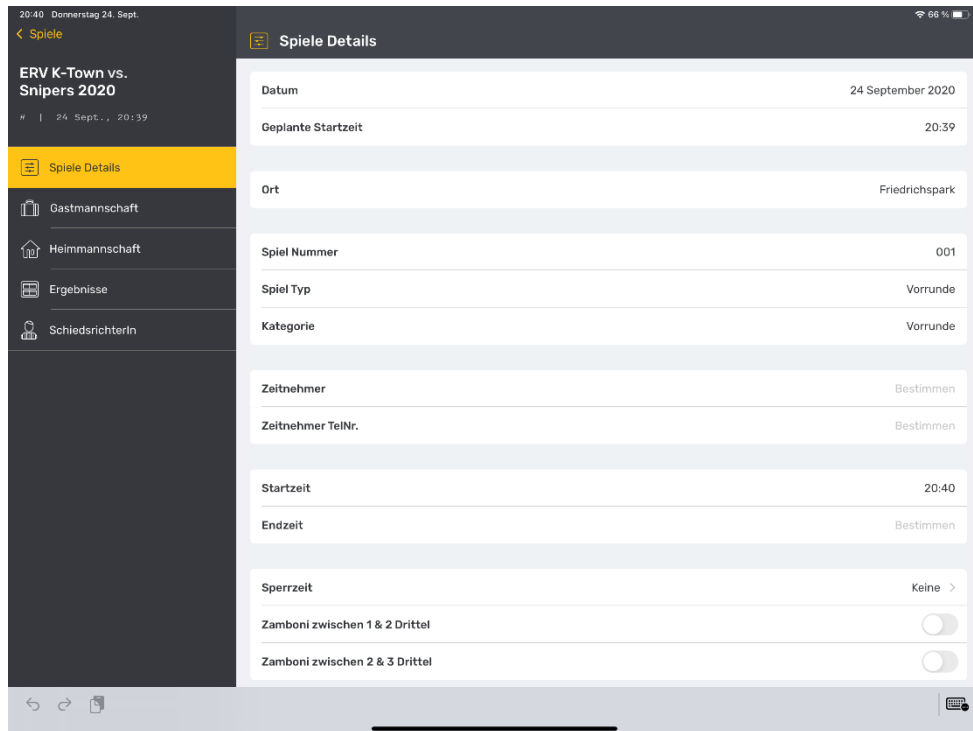 20:40 Donnerstag 24. Sept.
66 %
Spiele
Spiele Details
ERV K-Town vs.
Snipers 2020
# | 24 Sept., 20:39
Spiele Details
Gastmannschaft
Heimmannschaft
Ergebnisse
SchiedsrichterIn
Datum 24 September 2020
Geplante Startzeit 20:39
Ort Friedrichspark
Spiel Nummer 001
Spiel Typ Vorrunde
Kategorie Vorrunde
Zeitnehmer Bestimmen
Zeitnehmer TelNr. Bestimmen
Startzeit 20:40
Endzeit Bestimmen
Sperrzeit Keine
Zamboni zwischen 1 & 2 Drittel
Zamboni zwischen 2 & 3 Drittel